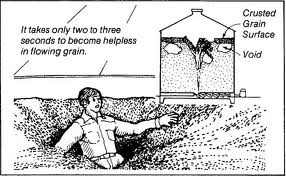 It takes only two to three
seconds to become helpless
in flowing grain.
Crusted
Grain
Surface
Void